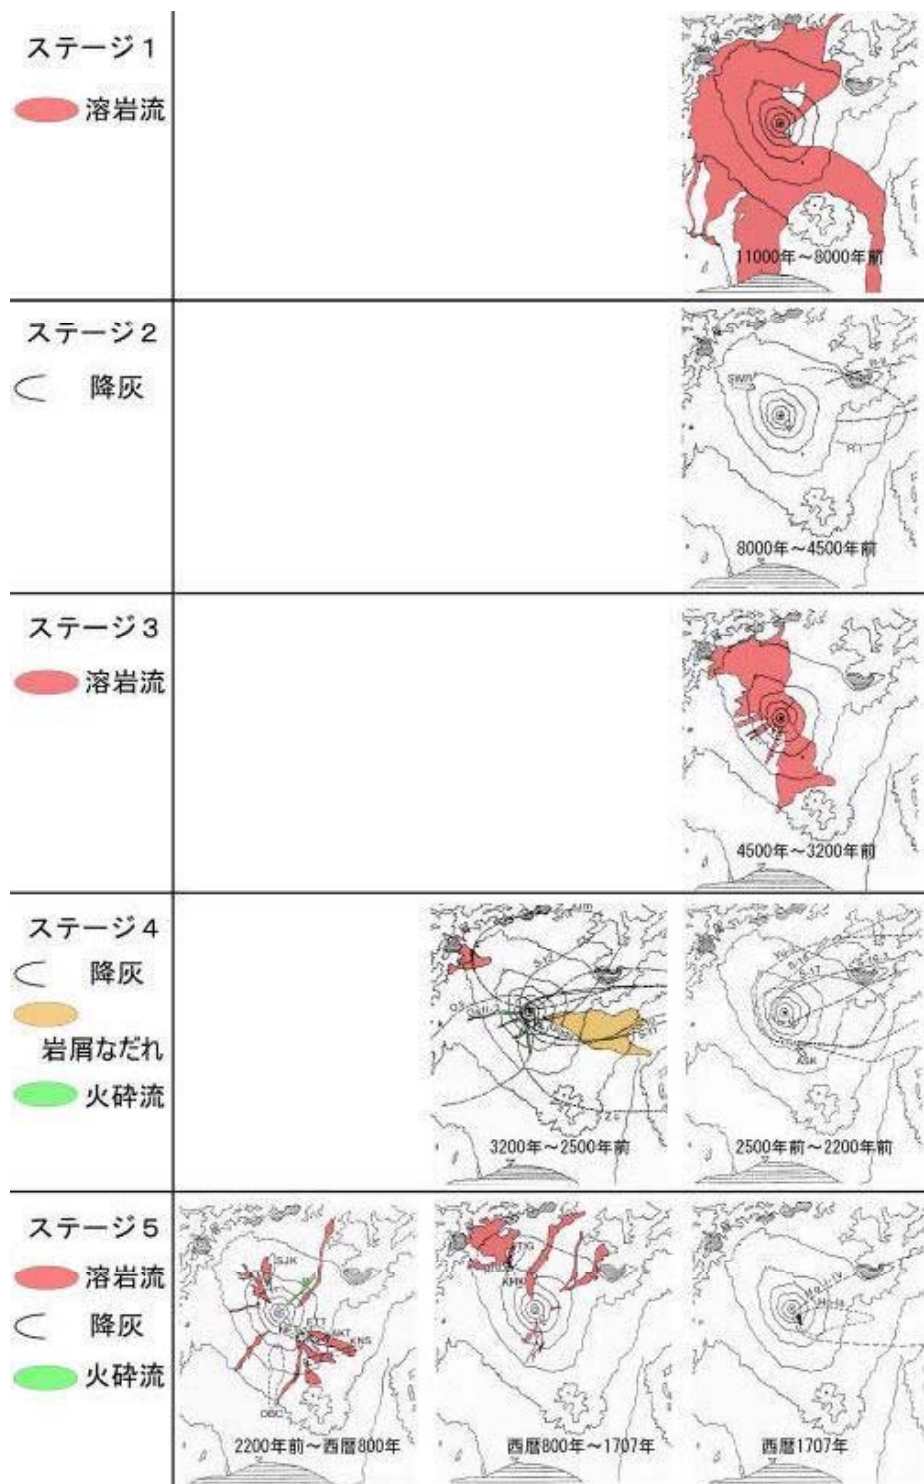 ステージ1
溶岩流
11000年～8000年前
ステージ2
降灰
SWP
8000年～4500年前
ステージ3
溶岩流
4500年～3200年前
ステージ4
降灰
岩屑なだれ
火砕流
3200年～2500年前
ASK
2500年前～2200年前
ステージ5
溶岩流
降灰
火砕流
SJK
KNS
OBC
2200年前～西暦800年
西暦800年～1707年
西暦1707年